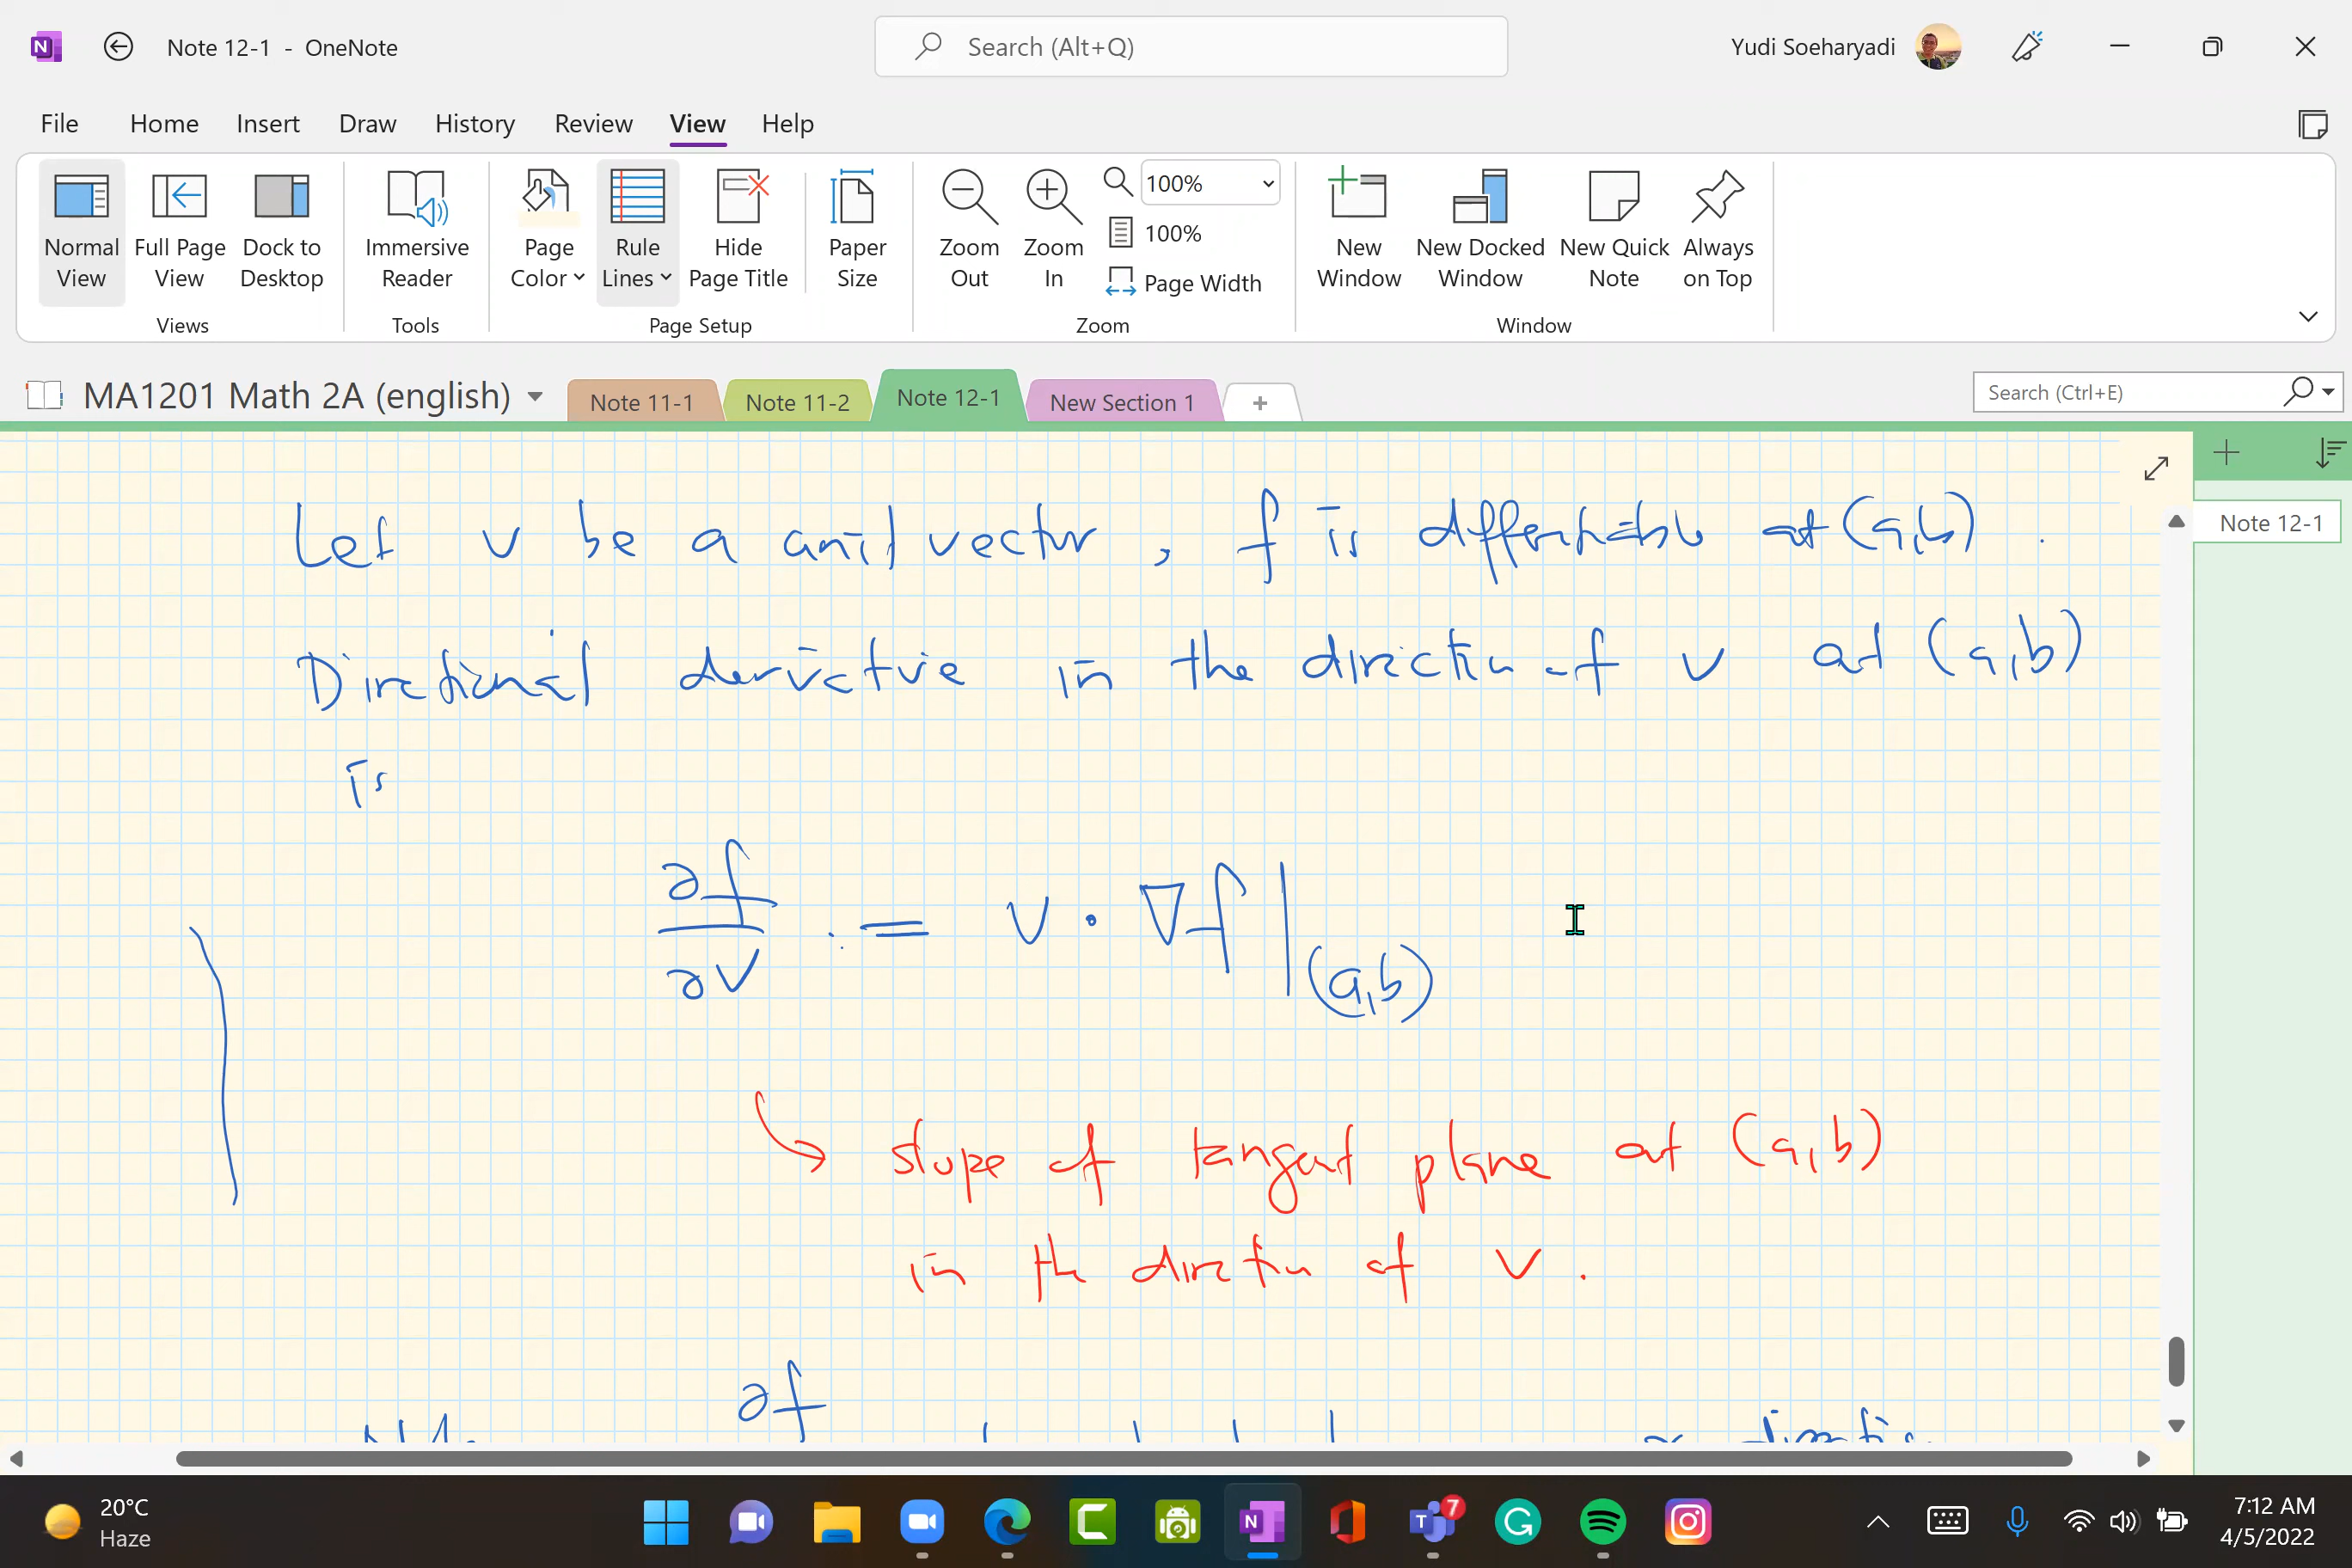 Note 12-1 - OneNote
Search (Alt+Q)
Yudi Soeharyadi
File Home Insert Draw History Review View Help
Normal View
Full Page View
Dock to Desktop
Views
Immersive Reader
Tools
Page Color
Rule Lines
Hide Page Title
Paper Size
Page Setup
Zoom Out
Zoom In
100%
100%
Page Width
Zoom
New Window
New Docked Window
New Quick Note
Always on Top
Window
MA1201 Math 2A (english)
Note 11-1
Note 11-2
Note 12-1
New Section 1
+
Search (Ctrl+E)
Note 12-1
Let v be a unit vector, f is differentiable at (a,b).
Directional derivative in the direction of v at (a,b)
is
∂f/∂v := v · ∇f |(a,b)
slope of tangent plane at (a,b)
in the direction of v.
∂f
20°C
Haze
7
7:12 AM
4/5/2022